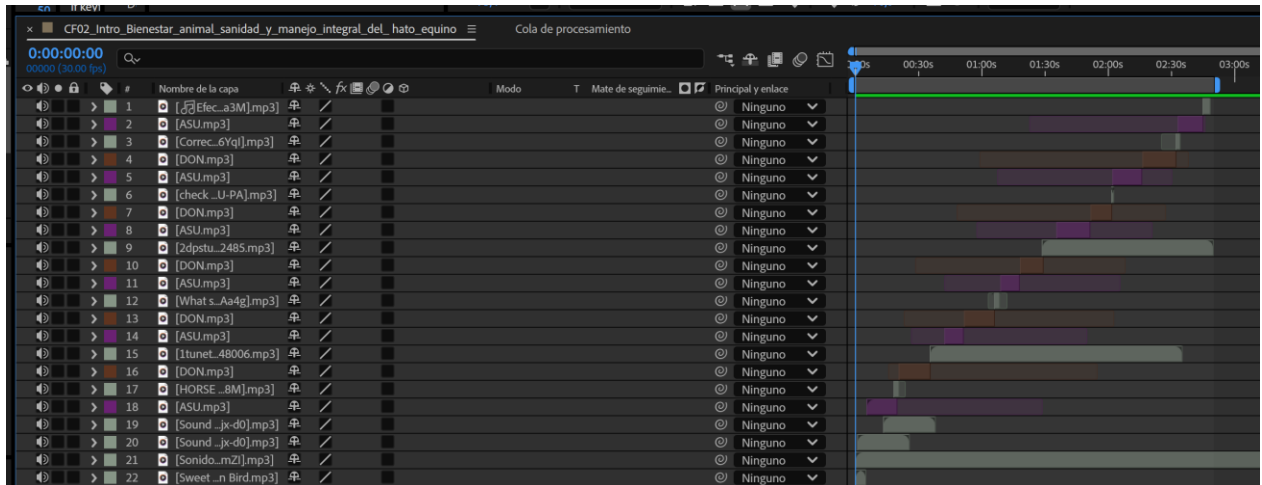 × CF02_Intro_Bienestar_animal_sanidad_y_manejo_integral_del_ hato_equino ≡ Cola de procesamiento
0:00:00:00
00000 (30.00 fps)
00:30s 01:00s 01:30s 02:00s 02:30s 03:00s
# Nombre de la capa fx Modo T Mate de seguimie... Principal y enlace
1 [Efec...a3M].mp3] Ninguno
2 [ASU.mp3] Ninguno
3 [Correc...6YqI].mp3] Ninguno
4 [DON.mp3] Ninguno
5 [ASU.mp3] Ninguno
6 [check ...U-PA].mp3] Ninguno
7 [DON.mp3] Ninguno
8 [ASU.mp3] Ninguno
9 [2dpstu...2485.mp3] Ninguno
10 [DON.mp3] Ninguno
11 [ASU.mp3] Ninguno
12 [What s...Aa4g].mp3] Ninguno
13 [DON.mp3] Ninguno
14 [ASU.mp3] Ninguno
15 [1tunet...48006.mp3] Ninguno
16 [DON.mp3] Ninguno
17 [HORSE ...8M].mp3] Ninguno
18 [ASU.mp3] Ninguno
19 [Sound ...jx-d0].mp3] Ninguno
20 [Sound ...jx-d0].mp3] Ninguno
21 [Sonido...mZI].mp3] Ninguno
22 [Sweet ...n Bird.mp3] Ninguno